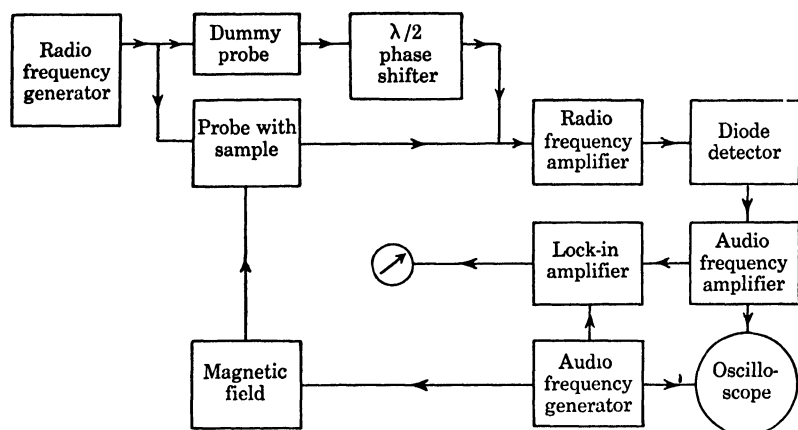 Radio
frequency
generator
Dummy
probe
λ/2
phase
shifter
Probe with
sample
Radio
frequency
amplifier
Diode
detector
Lock-in
amplifier
Audio
frequency
amplifier
Magnetic
field
Audio
frequency
generator
Oscillo-
scope